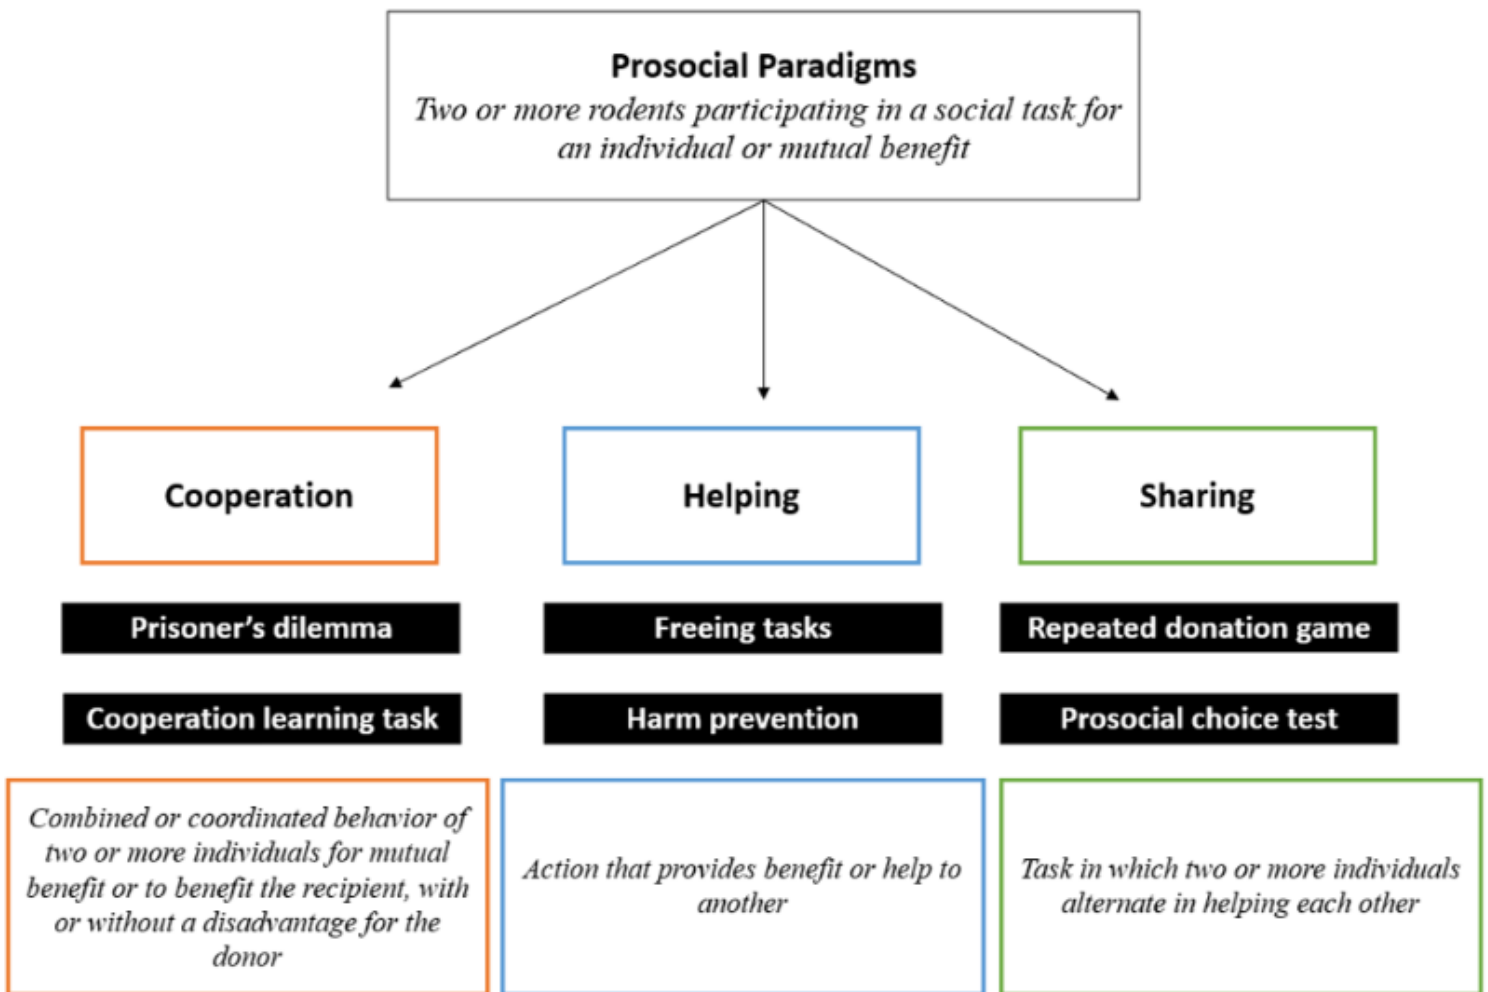 Prosocial Paradigms
Two or more rodents participating in a social task for
an individual or mutual benefit
Cooperation
Prisoner's dilemma
Cooperation learning task
Combined or coordinated behavior of
two or more individuals for mutual
benefit or to benefit the recipient, with
or without a disadvantage for the
donor
Helping
Freeing tasks
Harm prevention
Action that provides benefit or help to
another
Sharing
Repeated donation game
Prosocial choice test
Task in which two or more individuals
alternate in helping each other